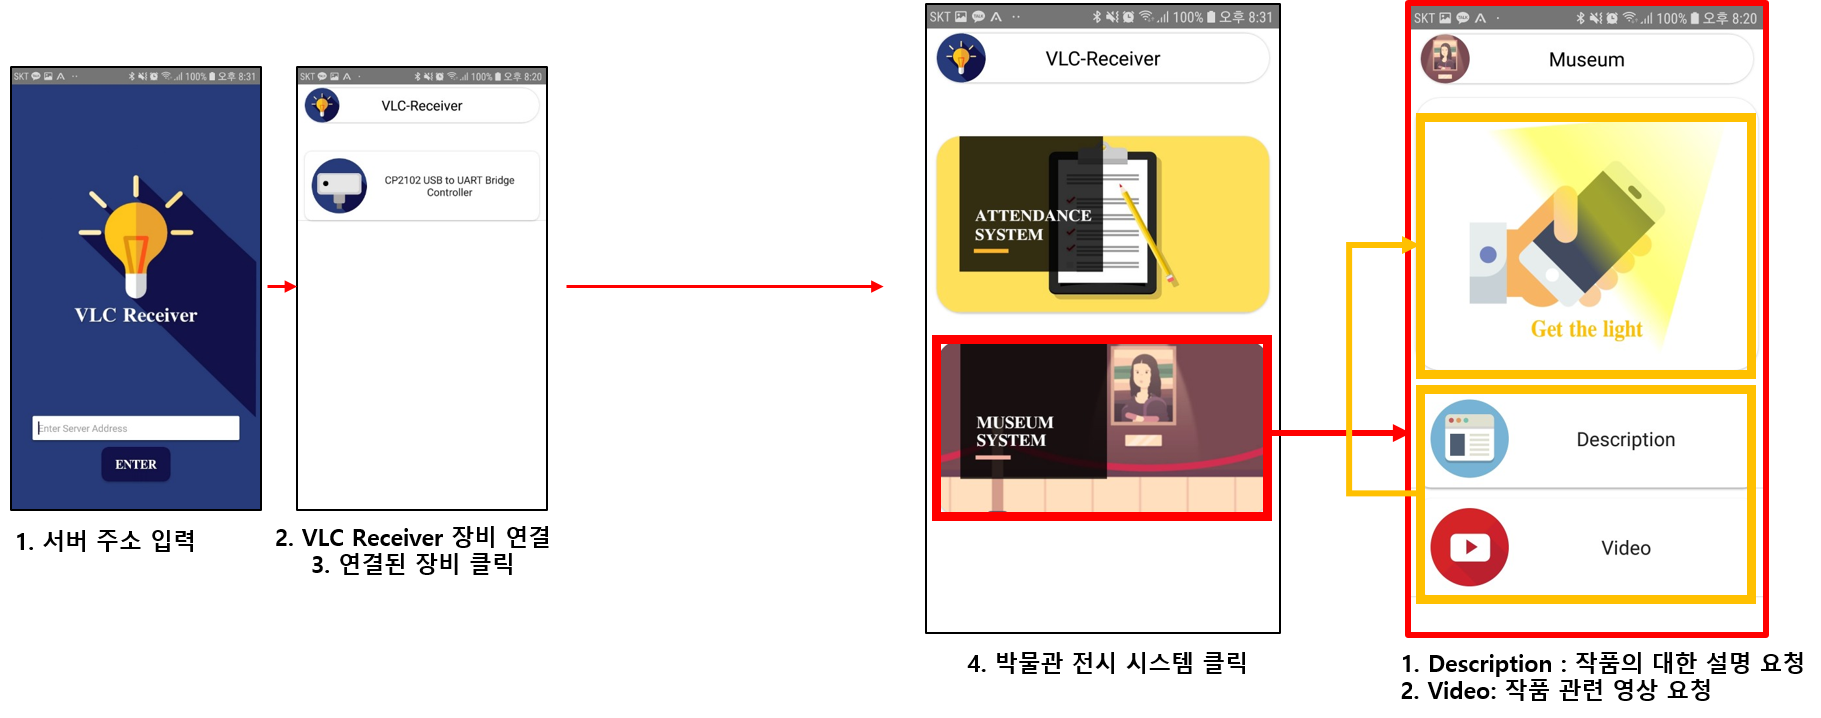 SKT 100% 오후 8:31
VLC Receiver
Enter Server Address
ENTER
1. 서버 주소 입력
SKT 100% 오후 8:20
VLC-Receiver
CP2102 USB to UART Bridge
Controller
2. VLC Receiver 장비 연결
3. 연결된 장비 클릭
SKT 100% 오후 8:31
VLC-Receiver
ATTENDANCE
SYSTEM
MUSEUM
SYSTEM
4. 박물관 전시 시스템 클릭
SKT 100% 오후 8:20
Museum
Get the light
Description
Video
1. Description : 작품의 대한 설명 요청
2. Video: 작품 관련 영상 요청